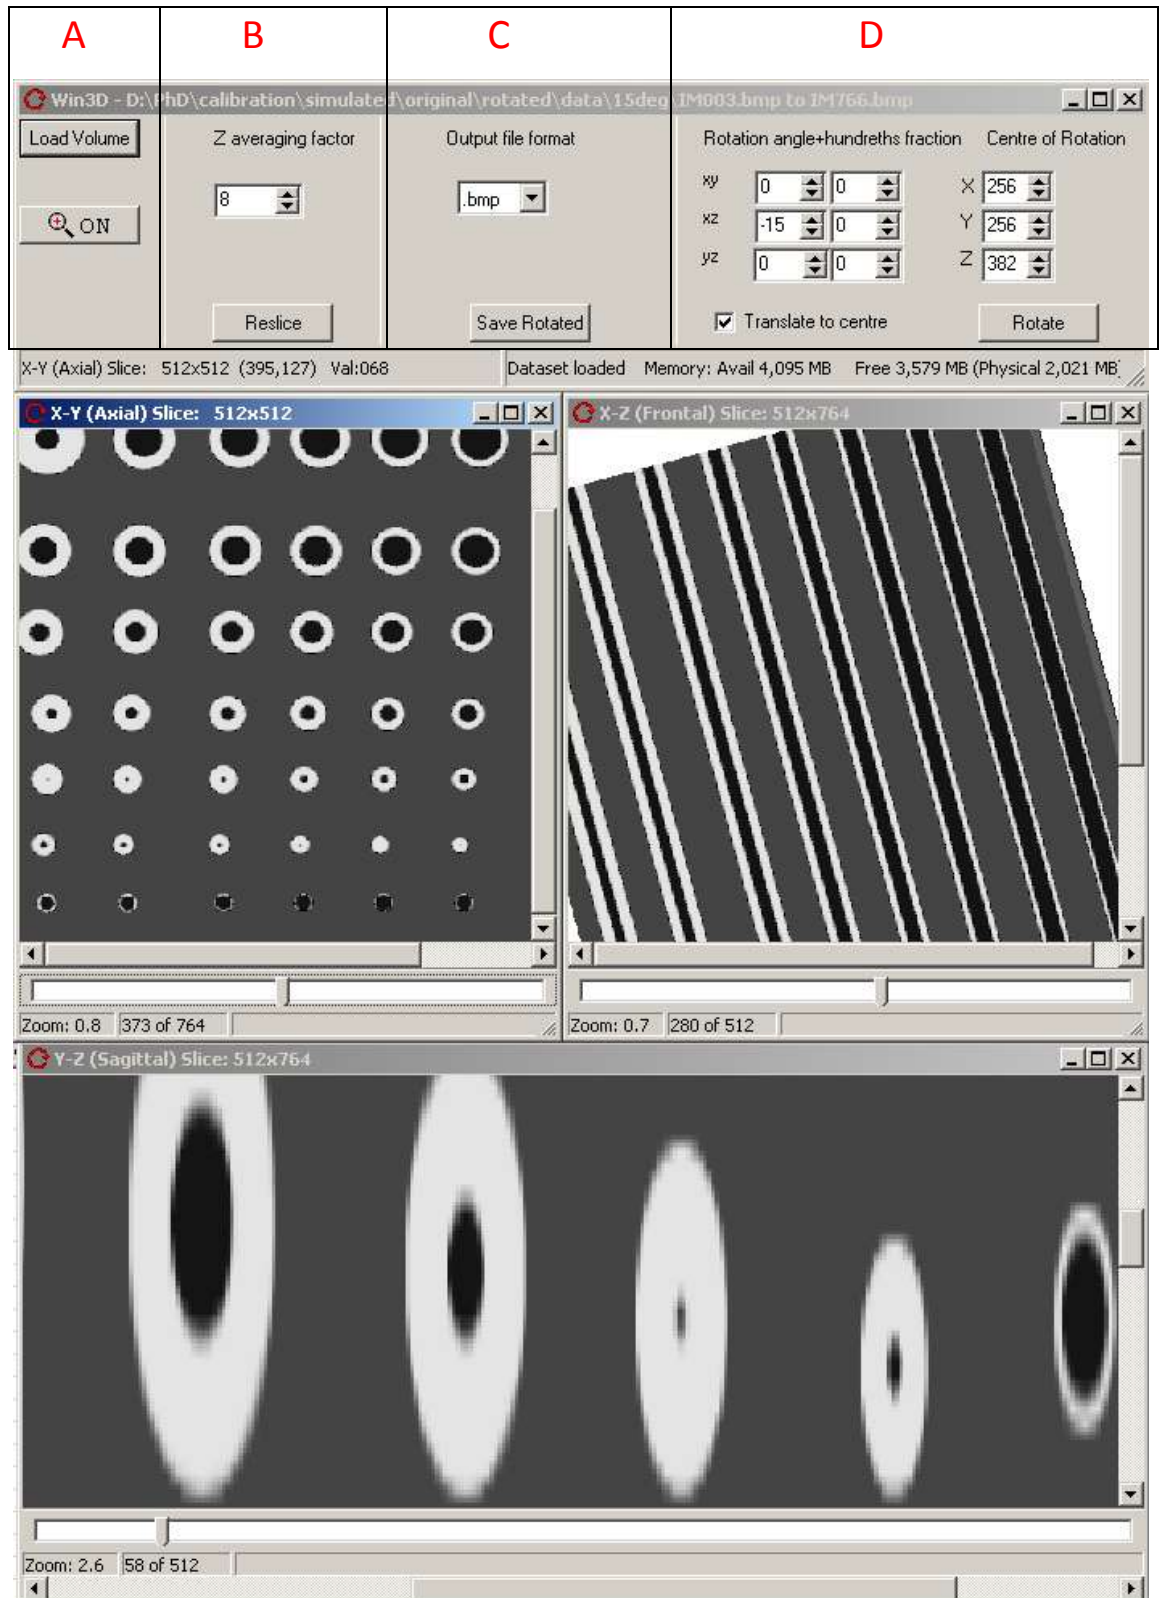 A B C D
Win3D - D:\PhD\calibration\simulated\original\rotated\data\15deg\IM003.bmp to IM766.bmp
Load Volume Z averaging factor Output file format Rotation angle+hundreths fraction Centre of Rotation
xy 0 0 X 256
8 .bmp
ON xz -15 0 Y 256
yz 0 0 Z 382
Reslice Save Rotated Translate to centre Rotate
X-Y (Axial) Slice: 512x512 (395,127) Val:068 Dataset loaded Memory: Avail 4,095 MB Free 3,579 MB (Physical 2,021 MB)
X-Y (Axial) Slice: 512x512 X-Z (Frontal) Slice: 512x764
Zoom: 0.8 373 of 764 Zoom: 0.7 280 of 512
Y-Z (Sagittal) Slice: 512x764
Zoom: 2.6 58 of 512